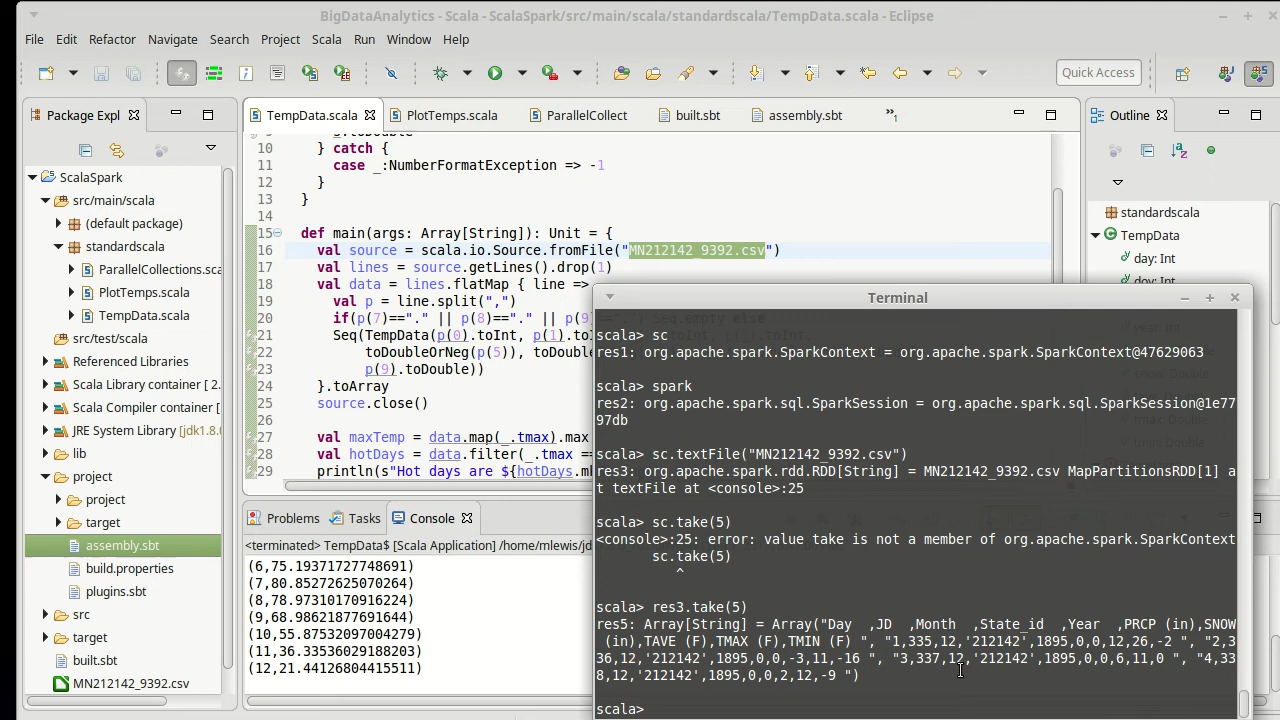 BigDataAnalytics - Scala - ScalaSpark/src/main/scala/standardscala/TempData.scala - Eclipse
File Edit Refactor Navigate Search Project Scala Run Window Help
Quick Access
Package Expl
ScalaSpark
src/main/scala
(default package)
standardscala
ParallelCollections.sca
PlotTemps.scala
TempData.scala
src/test/scala
Referenced Libraries
Scala Library container [ 2.
Scala Compiler container [
JRE System Library [jdk1.8.
lib
project
project
target
assembly.sbt
build.properties
plugins.sbt
src
target
built.sbt
MN212142_9392.csv
TempData.scala PlotTemps.scala ParallelCollect built.sbt assembly.sbt »1
10 } catch {
11 case _:NumberFormatException => -1
12 }
13 }
14
15 def main(args: Array[String]): Unit = {
16 val source = scala.io.Source.fromFile("MN212142_9392.csv")
17 val lines = source.getLines().drop(1)
18 val data = lines.flatMap { line =>
19 val p = line.split(",")
20 if(p(7)=="." || p(8)=="." || p(9
21 Seq(TempData(p(0).toInt, p(1).to
22 toDoubleOrNeg(p(5)), toDouble
23 p(9).toDouble))
24 }.toArray
25 source.close()
26
27 val maxTemp = data.map(_.tmax).max
28 val hotDays = data.filter(_.tmax ==
29 println(s"Hot days are ${hotDays.m
Outline
standardscala
TempData
day: Int
Problems Tasks Console
<terminated> TempData$ [Scala Application] /home/mlewis/jd
(6,75.19371727748691)
(7,80.85272625070264)
(8,78.97310170916224)
(9,68.98621877691644)
(10,55.87532097004279)
(11,36.33536029188203)
(12,21.44126804415511)
Terminal
scala> sc
res1: org.apache.spark.SparkContext = org.apache.spark.SparkContext@47629063
scala> spark
res2: org.apache.spark.sql.SparkSession = org.apache.spark.sql.SparkSession@1e77
97db
scala> sc.textFile("MN212142_9392.csv")
res3: org.apache.spark.rdd.RDD[String] = MN212142_9392.csv MapPartitionsRDD[1] a
t textFile at <console>:25
scala> sc.take(5)
<console>:25: error: value take is not a member of org.apache.spark.SparkContext
sc.take(5)
^
scala> res3.take(5)
res5: Array[String] = Array("Day ,JD ,Month ,State_id ,Year ,PRCP (in),SNOW
(in),TAVE (F),TMAX (F),TMIN (F) ", "1,335,12,'212142',1895,0,0,12,26,-2 ", "2,3
36,12,'212142',1895,0,0,-3,11,-16 ", "3,337,12,'212142',1895,0,0,6,11,0 ", "4,33
8,12,'212142',1895,0,0,2,12,-9 ")
scala>